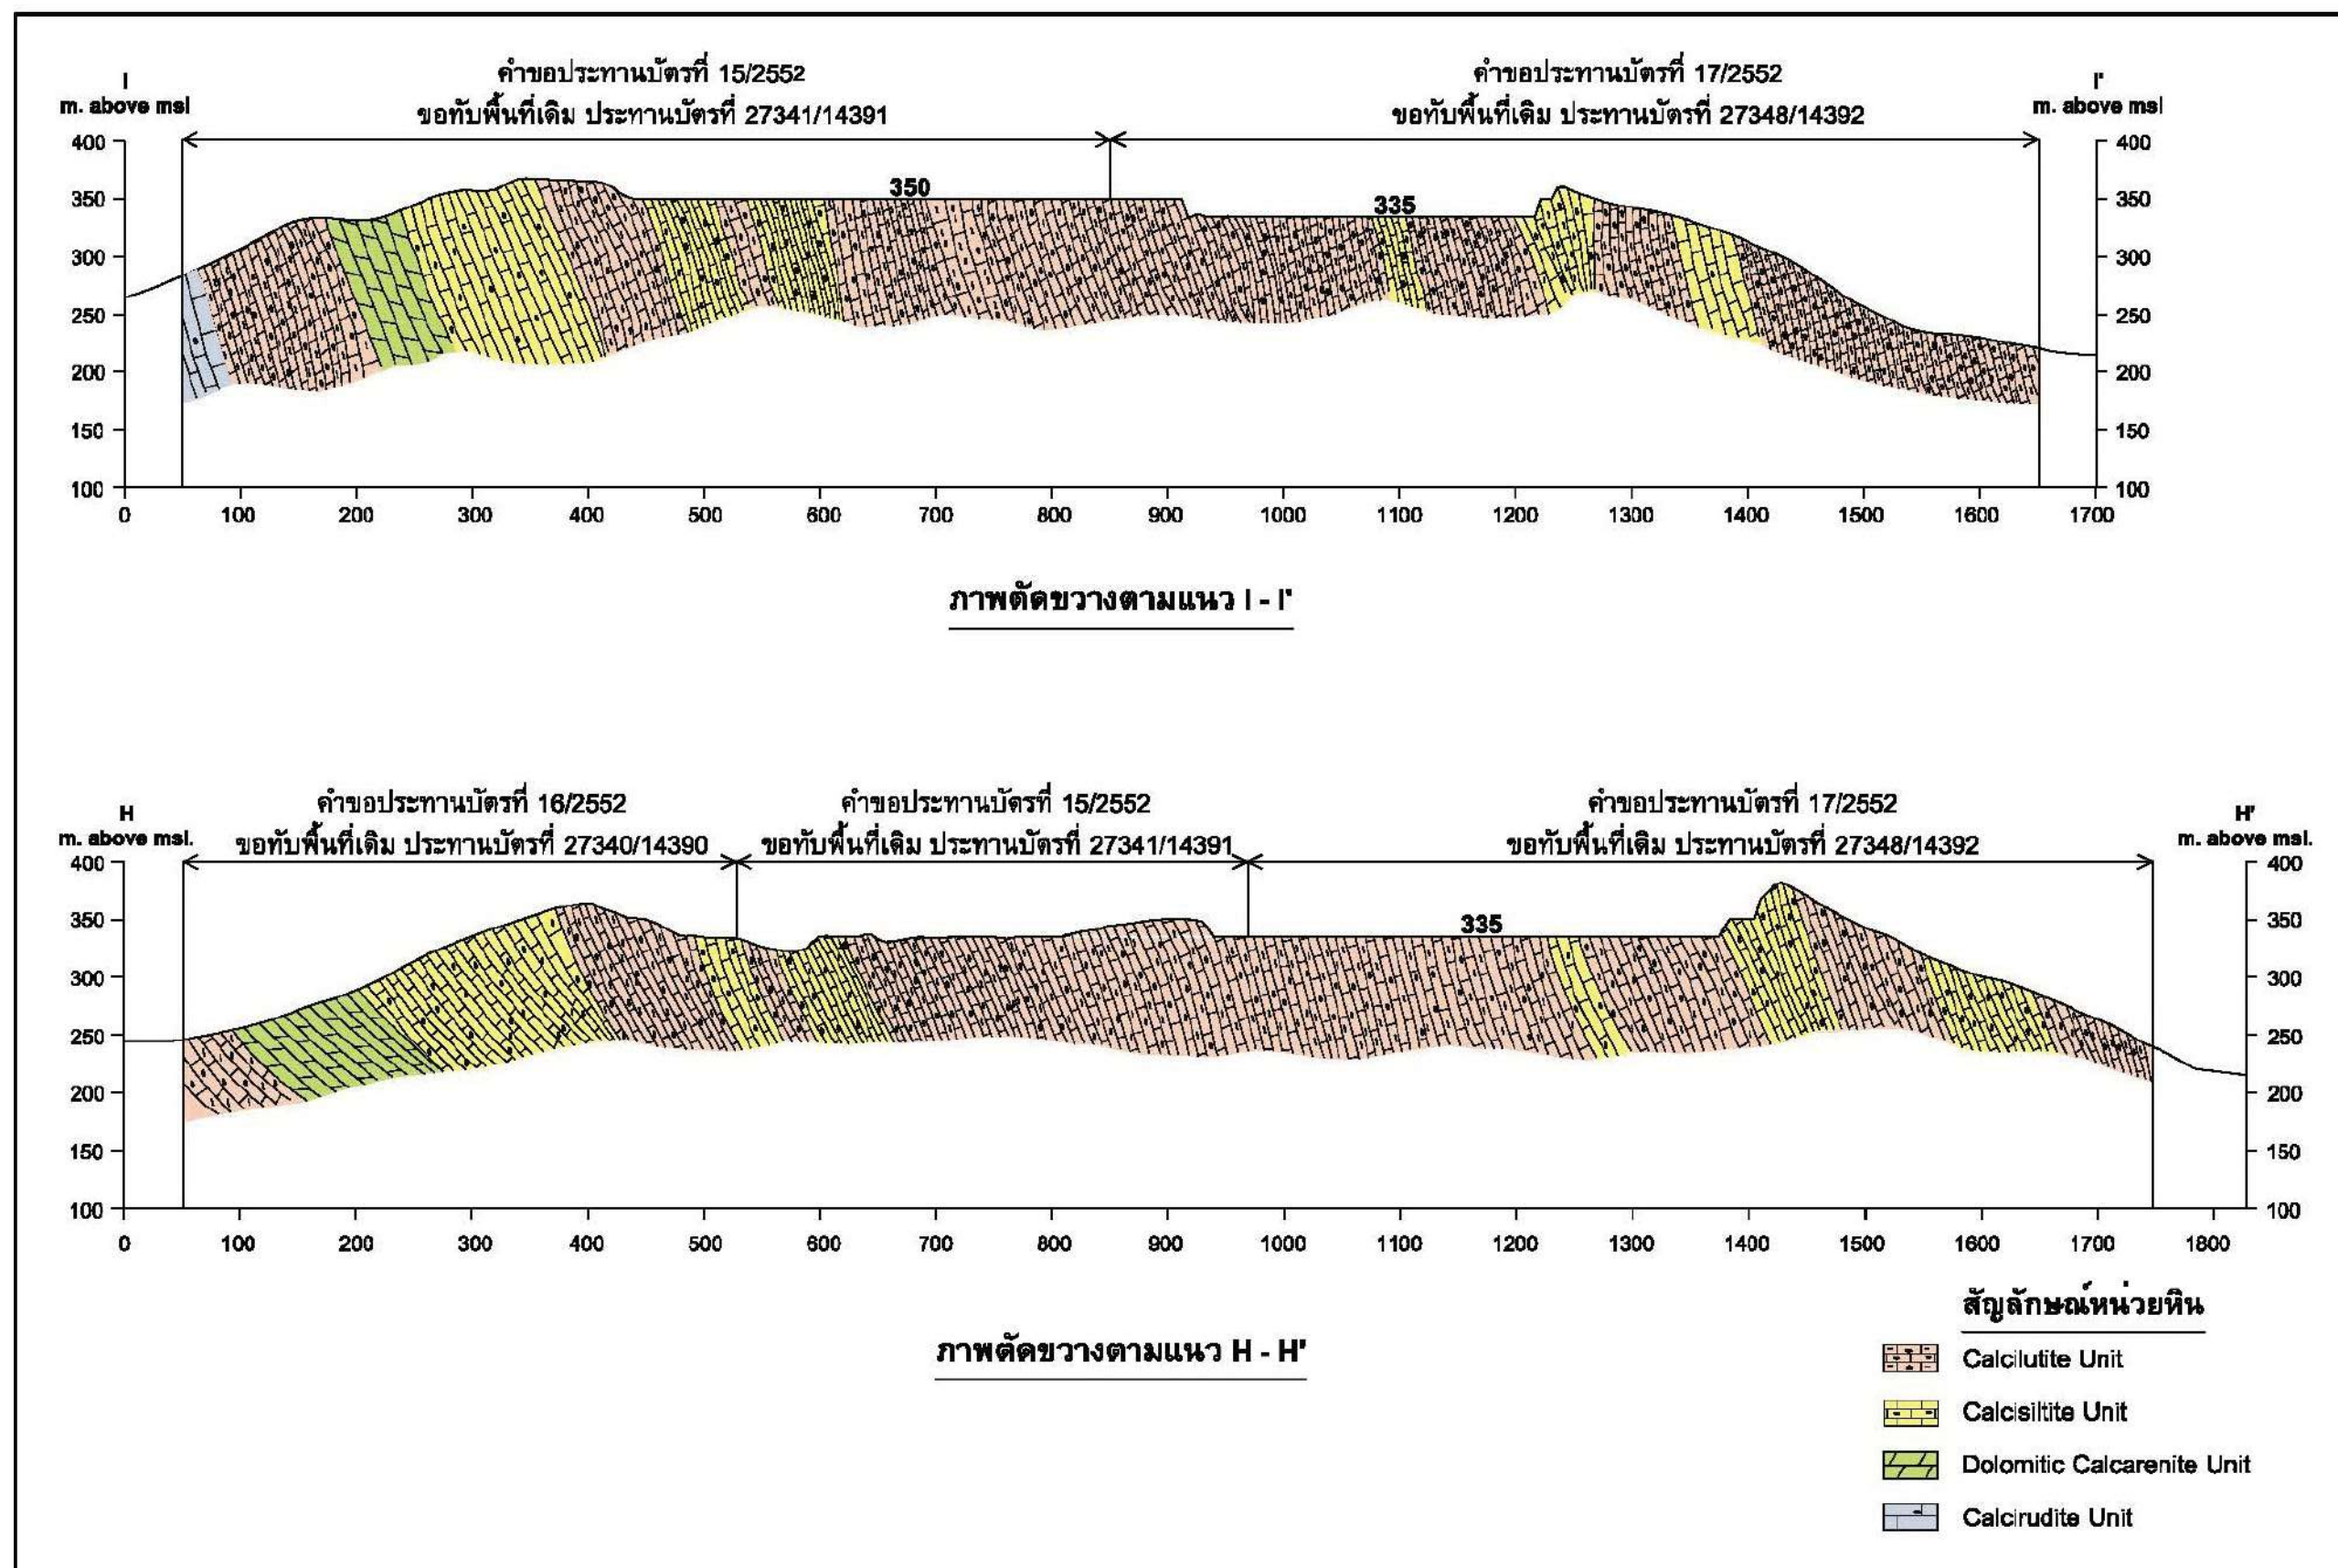 I
m. above msl
คำขอประทานบัตรที่ 15/2552
ขอทับพื้นที่เดิม ประทานบัตรที่ 27341/14391
คำขอประทานบัตรที่ 17/2552
ขอทับพื้นที่เดิม ประทานบัตรที่ 27348/14392
I'
m. above msl
400
350
300
250
200
150
100
350
335
400
350
300
250
200
150
100
0 100 200 300 400 500 600 700 800 900 1000 1100 1200 1300 1400 1500 1600 1700
ภาพตัดขวางตามแนว I - I'
H
m. above msl.
คำขอประทานบัตรที่ 16/2552
ขอทับพื้นที่เดิม ประทานบัตรที่ 27340/14390
คำขอประทานบัตรที่ 15/2552
ขอทับพื้นที่เดิม ประทานบัตรที่ 27341/14391
คำขอประทานบัตรที่ 17/2552
ขอทับพื้นที่เดิม ประทานบัตรที่ 27348/14392
H'
m. above msl.
400
350
300
250
200
150
100
335
400
350
300
250
200
150
100
0 100 200 300 400 500 600 700 800 900 1000 1100 1200 1300 1400 1500 1600 1700 1800
ภาพตัดขวางตามแนว H - H'
สัญลักษณ์หน่วยหิน
Calcilutite Unit
Calcisiltite Unit
Dolomitic Calcarenite Unit
Calcirudite Unit